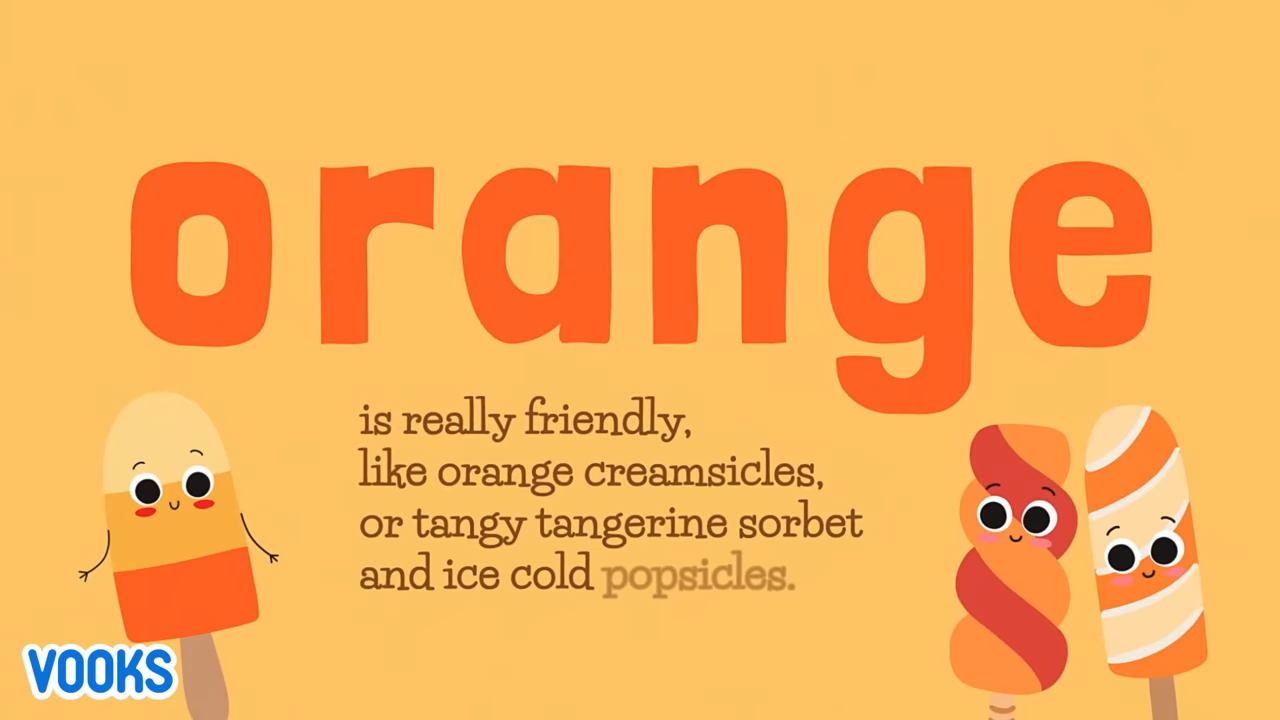 orange
is really friendly,
like orange creamsicles,
or tangy tangerine sorbet
and ice cold popsicles.
VOOKS